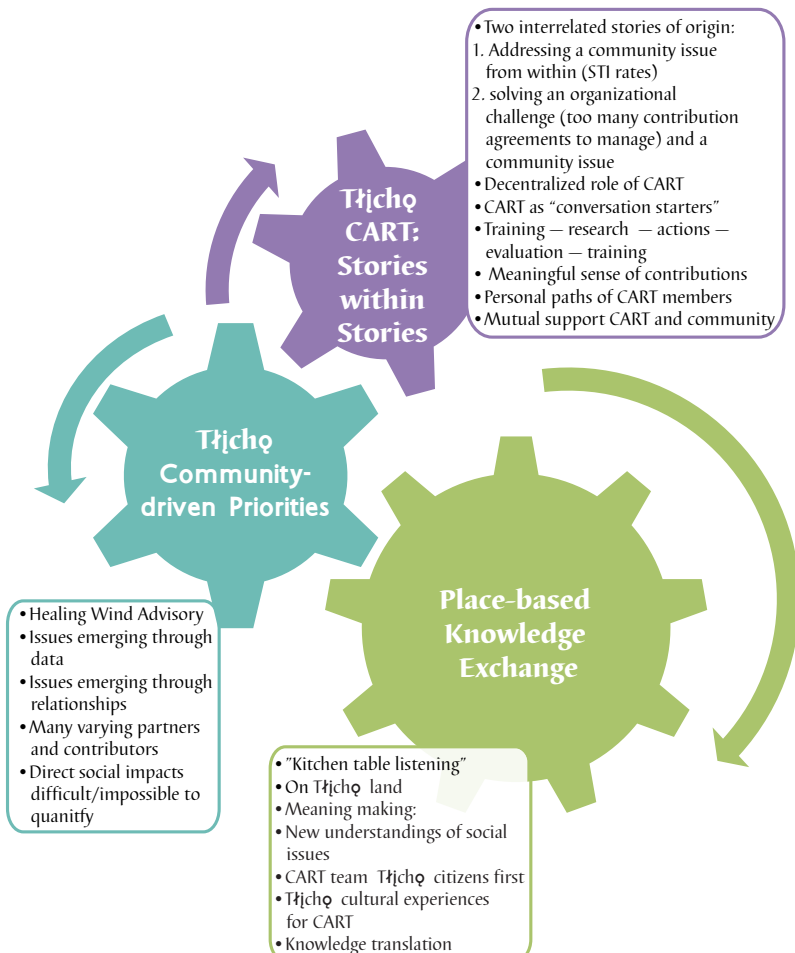 •Two interrelated stories of origin:
1. Addressing a community issue
from within (STI rates)
2. solving an organizational
challenge (too many contribution
agreements to manage) and a
community issue
•Decentralized role of CART
•CART as “conversation starters”
•Training — research — actions —
evaluation — training
• Meaningful sense of contributions
•Personal paths of CART members
•Mutual support CART and community
Tłı̨chǫ
CART:
Stories
within
Stories
Tłı̨chǫ
Community-
driven Priorities
•Healing Wind Advisory
•Issues emerging through
data
•Issues emerging through
relationships
•Many varying partners
and contributors
•Direct social impacts
difficult/impossible to
quanitfy
Place-based
Knowledge
Exchange
• ”Kitchen table listening”
•On Tłı̨chǫ land
•Meaning making:
•New understandings of social
issues
•CART team Tłı̨chǫ citizens first
•Tłı̨chǫ cultural experiences
for CART
•Knowledge translation